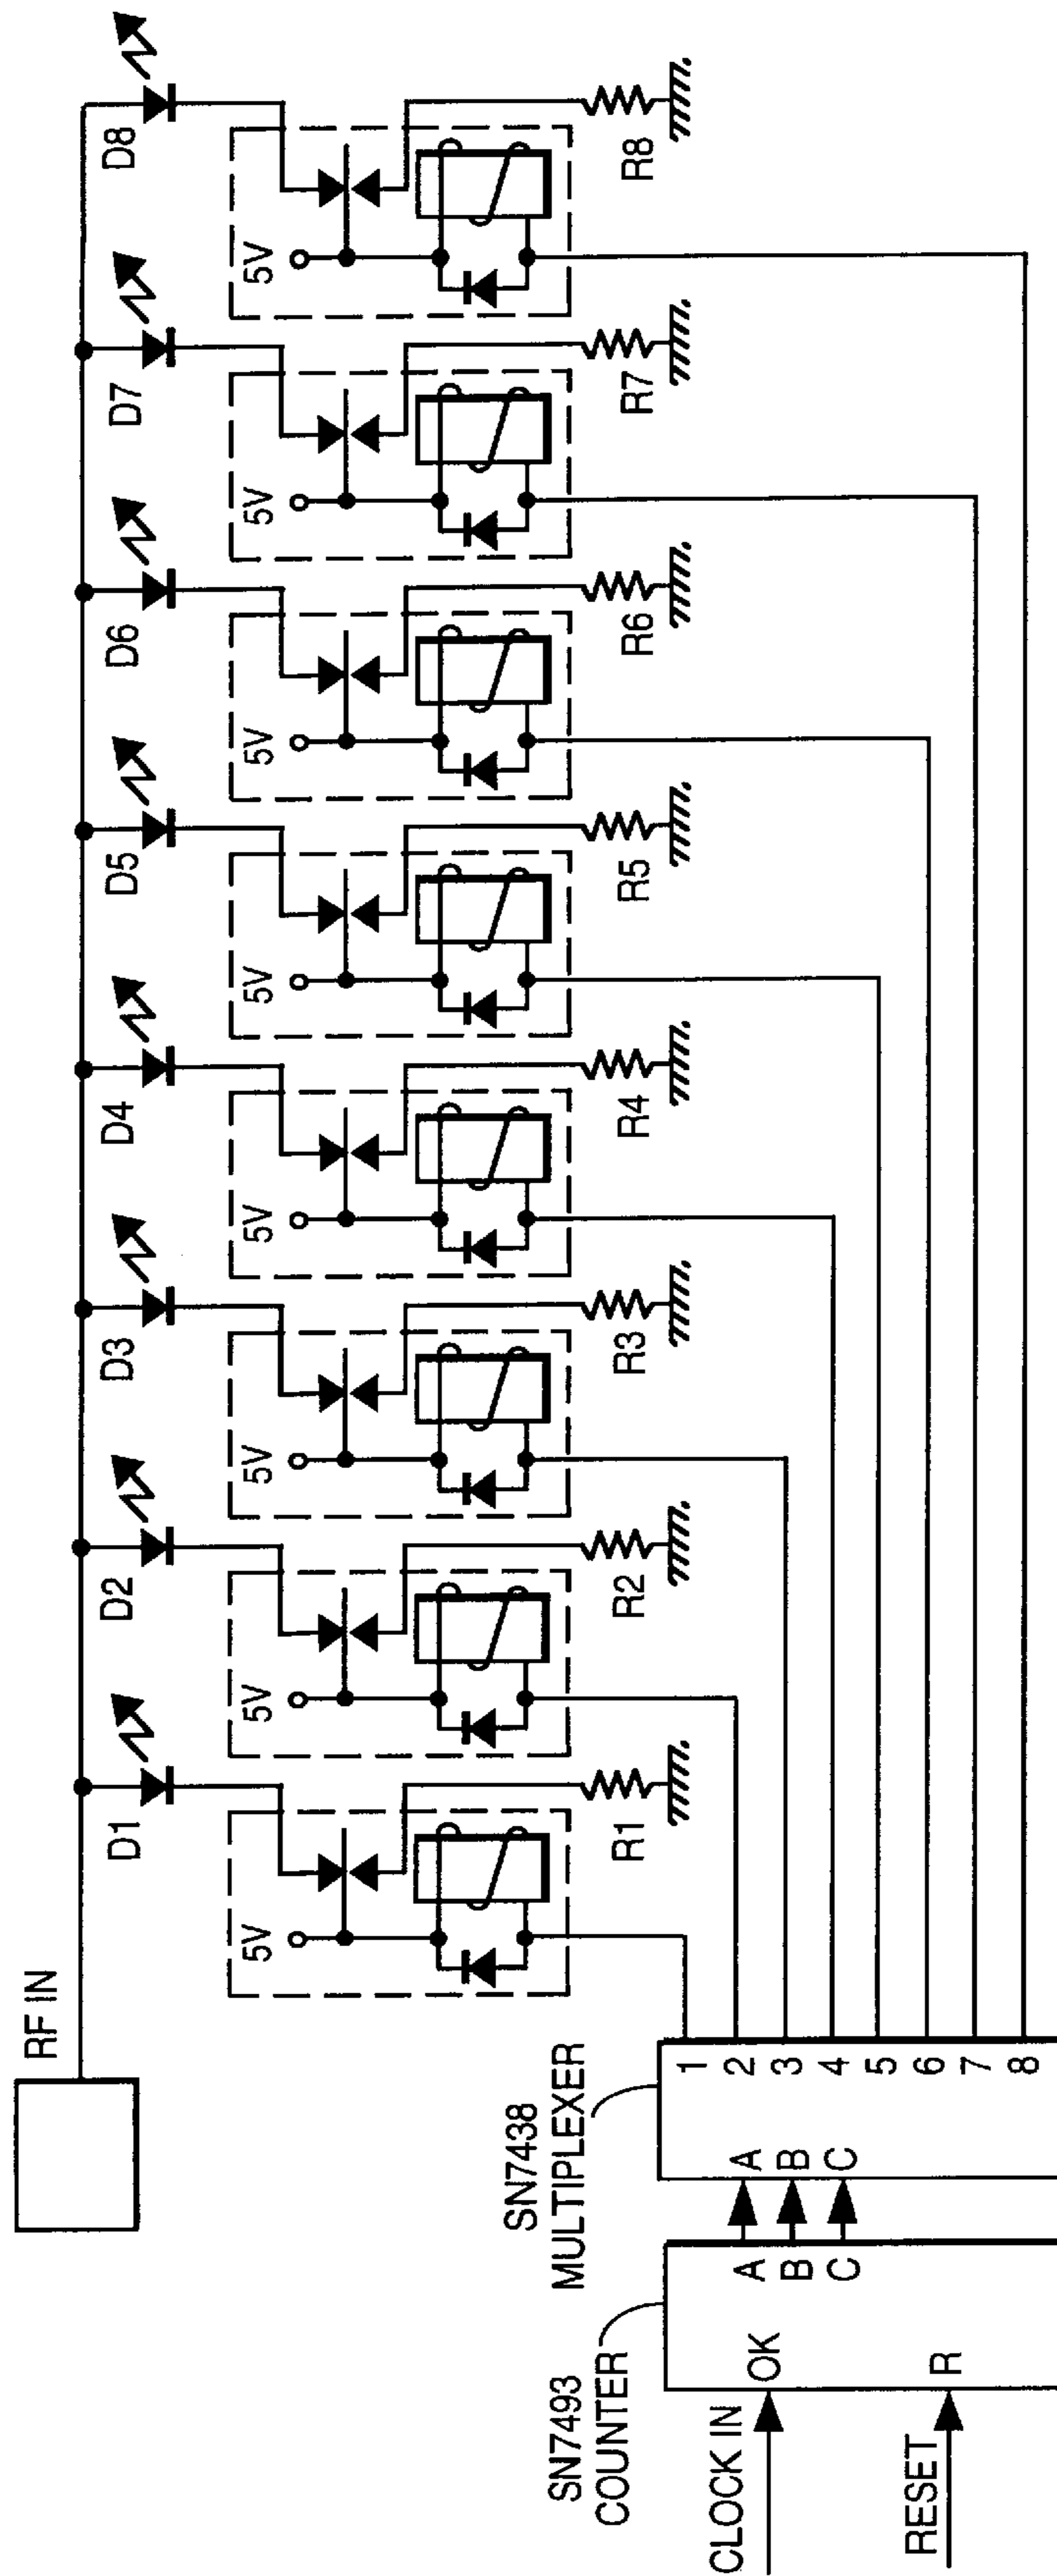 RF IN
D1
D2
D3
D4
D5
D6
D7
D8
5V
5V
5V
5V
5V
5V
5V
5V
R1
R2
R3
R4
R5
R6
R7
R8
SN7438
MULTIPLEXER
1
2
3
4
5
6
7
8
A
B
C
SN7493
COUNTER
A
B
C
OK
R
CLOCK IN
RESET